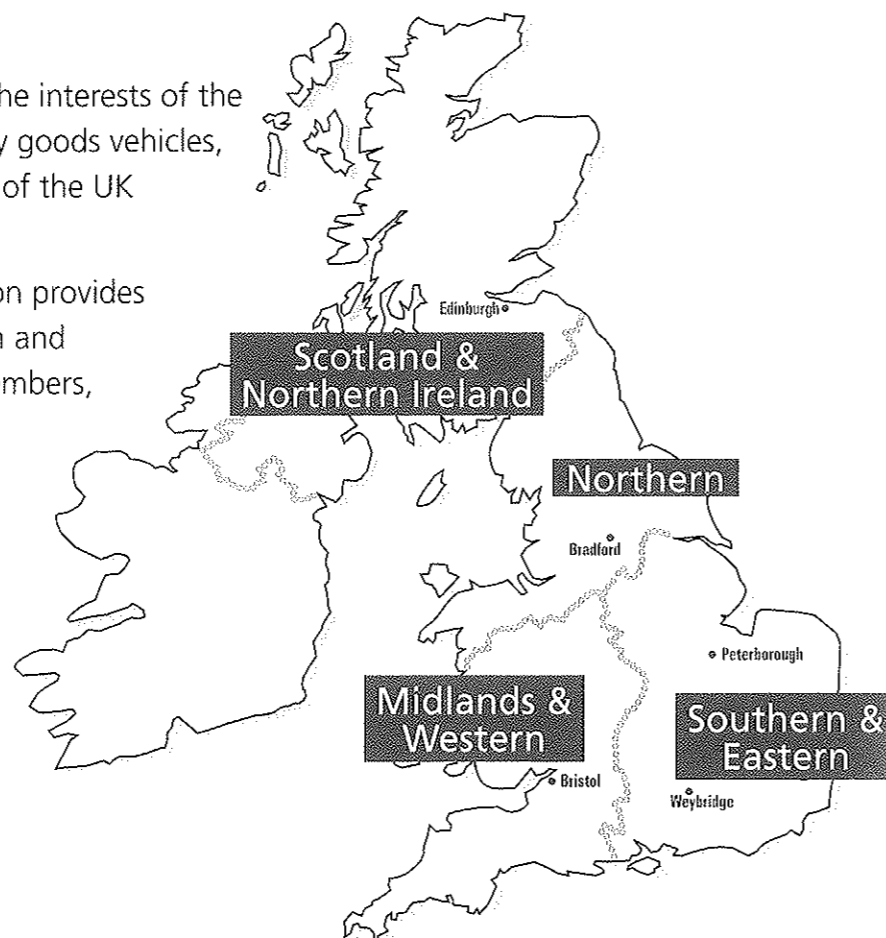 he interests of the
y goods vehicles,
of the UK
on provides
n and
mbers,
Edinburgh
Scotland &
Northern Ireland
Northern
Bradford
Peterborough
Midlands &
Western
Southern &
Eastern
Bristol
Weybridge